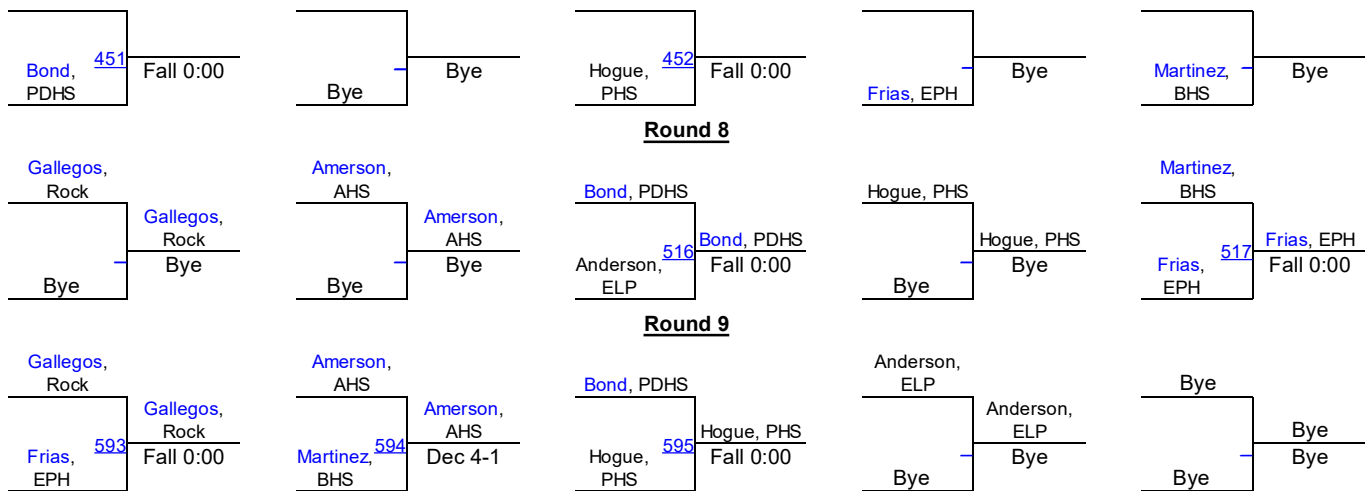 Bond, PDHS 451 Fall 0:00
Bye Bye
Hogue, PHS 452 Fall 0:00
Frias, EPH Bye
Martinez, BHS Bye
Round 8
Gallegos, Rock
Gallegos, Rock
Bye
Bye
Amerson, AHS
Amerson, AHS
Bye
Bye
Bond, PDHS
516
Bond, PDHS
Anderson, ELP
Fall 0:00
Hogue, PHS
Hogue, PHS
Bye
Bye
Martinez, BHS
517
Frias, EPH
Frias, EPH
Fall 0:00
Round 9
Gallegos, Rock
593
Gallegos, Rock
Frias, EPH
Fall 0:00
Amerson, AHS
594
Amerson, AHS
Martinez, BHS
Dec 4-1
Bond, PDHS
595
Hogue, PHS
Hogue, PHS
Fall 0:00
Anderson, ELP
Anderson, ELP
Bye
Bye
Bye
Bye
Bye
Bye